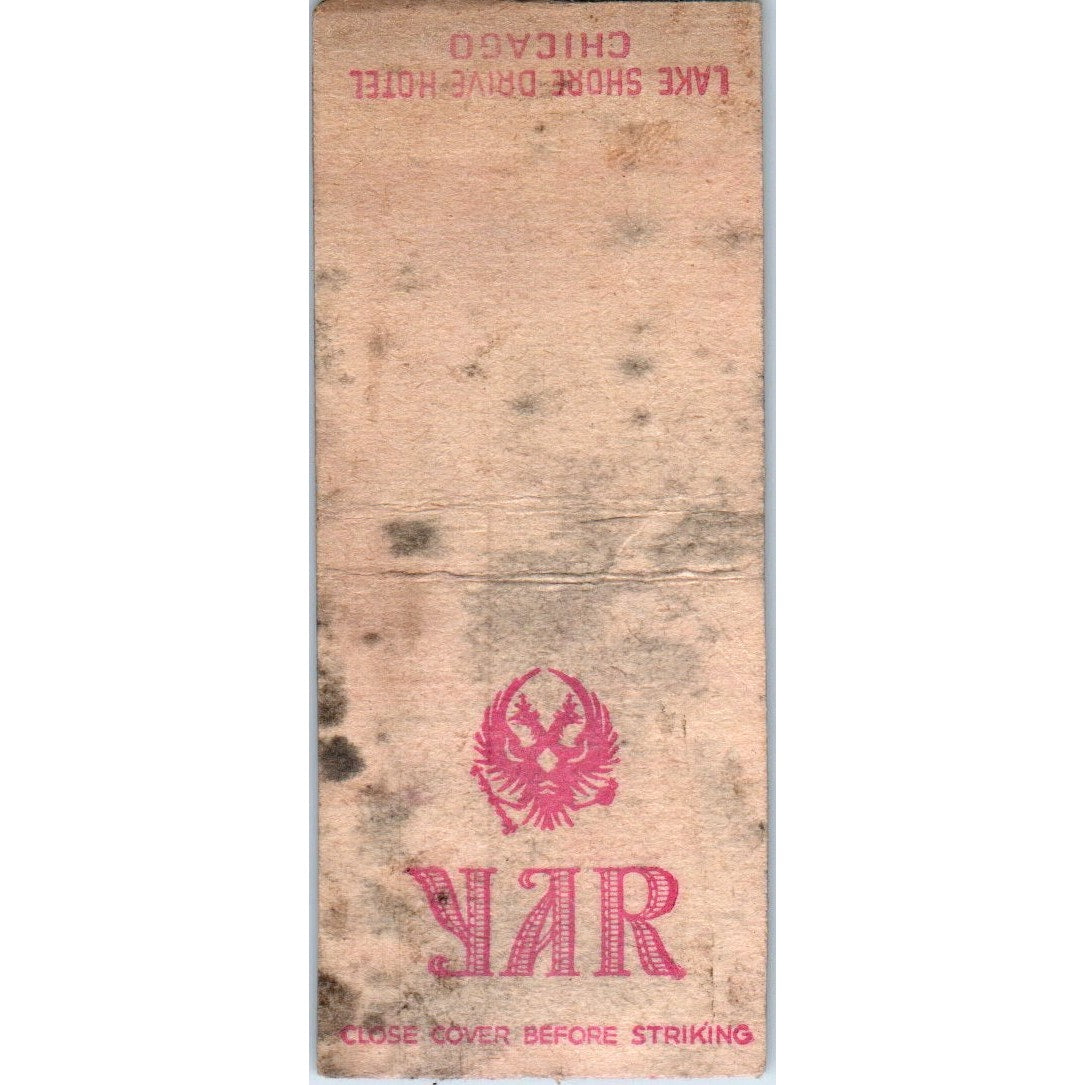 LAKE SHORE DRIVE HOTEL
CHICAGO
YAR
CLOSE COVER BEFORE STRIKING